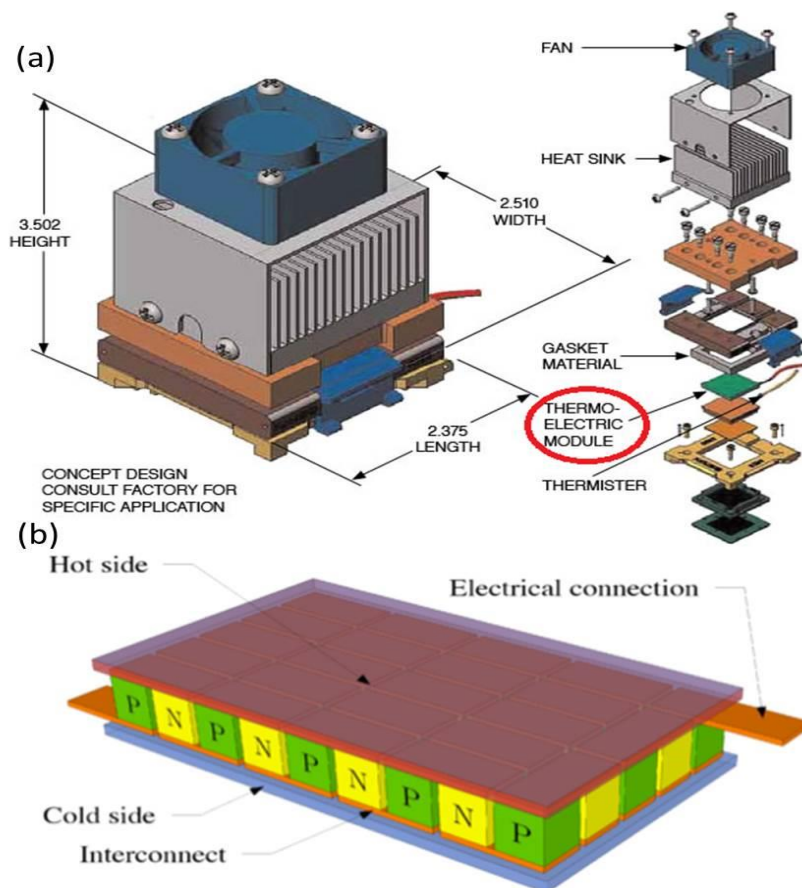 (a)
3.502
HEIGHT
2.510
WIDTH
2.375
LENGTH
CONCEPT DESIGN
CONSULT FACTORY FOR
SPECIFIC APPLICATION
FAN
HEAT SINK
GASKET
MATERIAL
THERMO-
ELECTRIC
MODULE
THERMISTER
(b)
Hot side
Electrical connection
P
N
P
N
P
N
P
N
P
Cold side
Interconnect